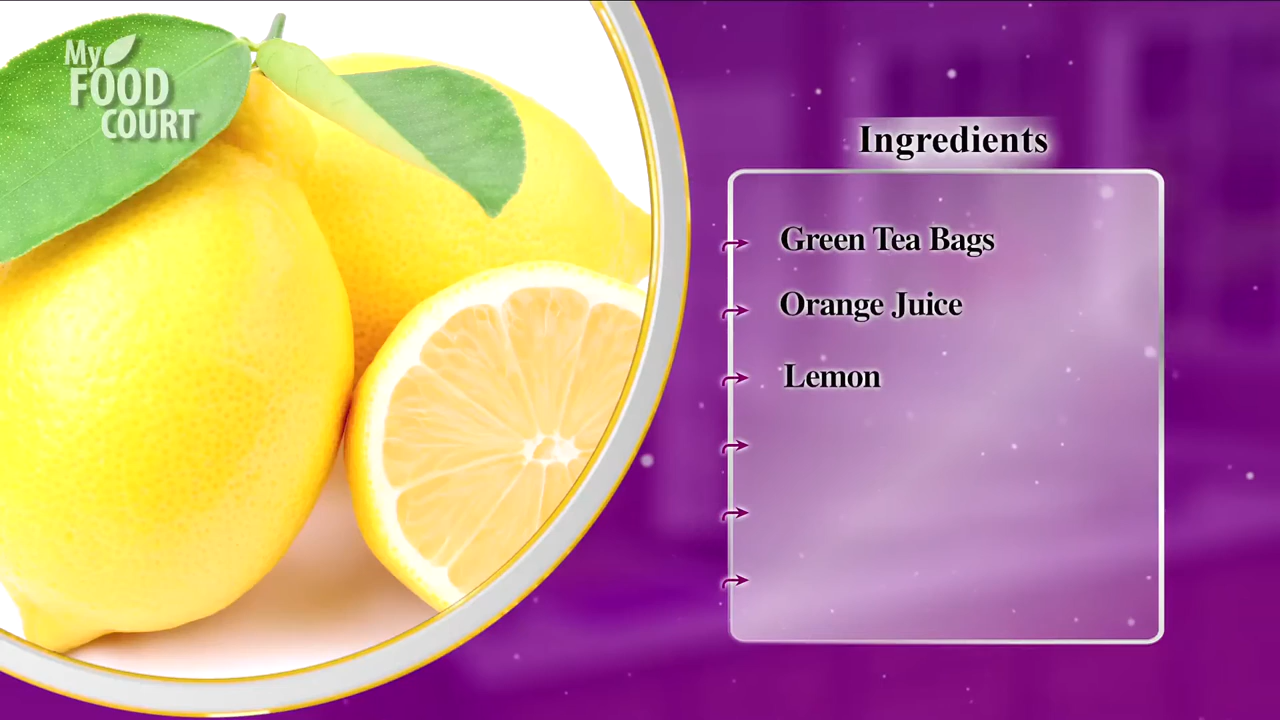 My
FOOD
COURT
Ingredients
Green Tea Bags
Orange Juice
Lemon